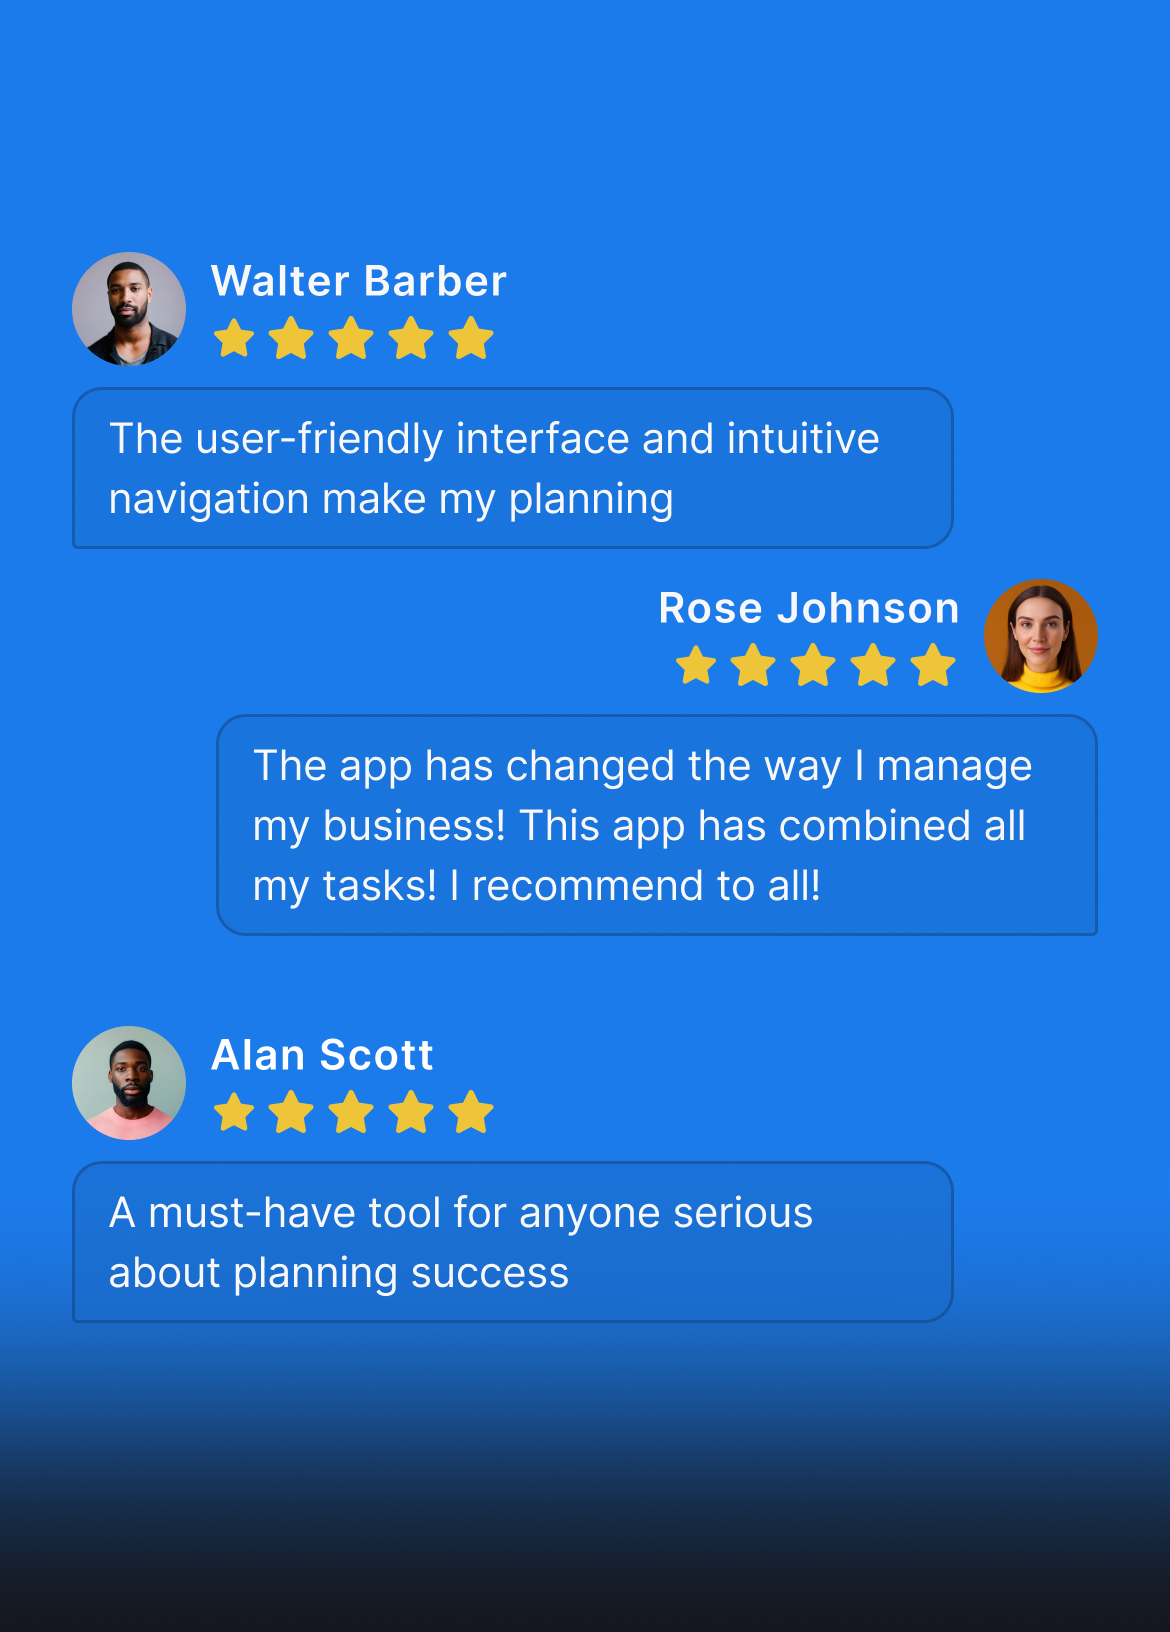 Walter Barber
The user-friendly interface and intuitive
navigation make my planning
Rose Johnson
The app has changed the way I manage
my business! This app has combined all
my tasks! I recommend to all!
Alan Scott
A must-have tool for anyone serious
about planning success